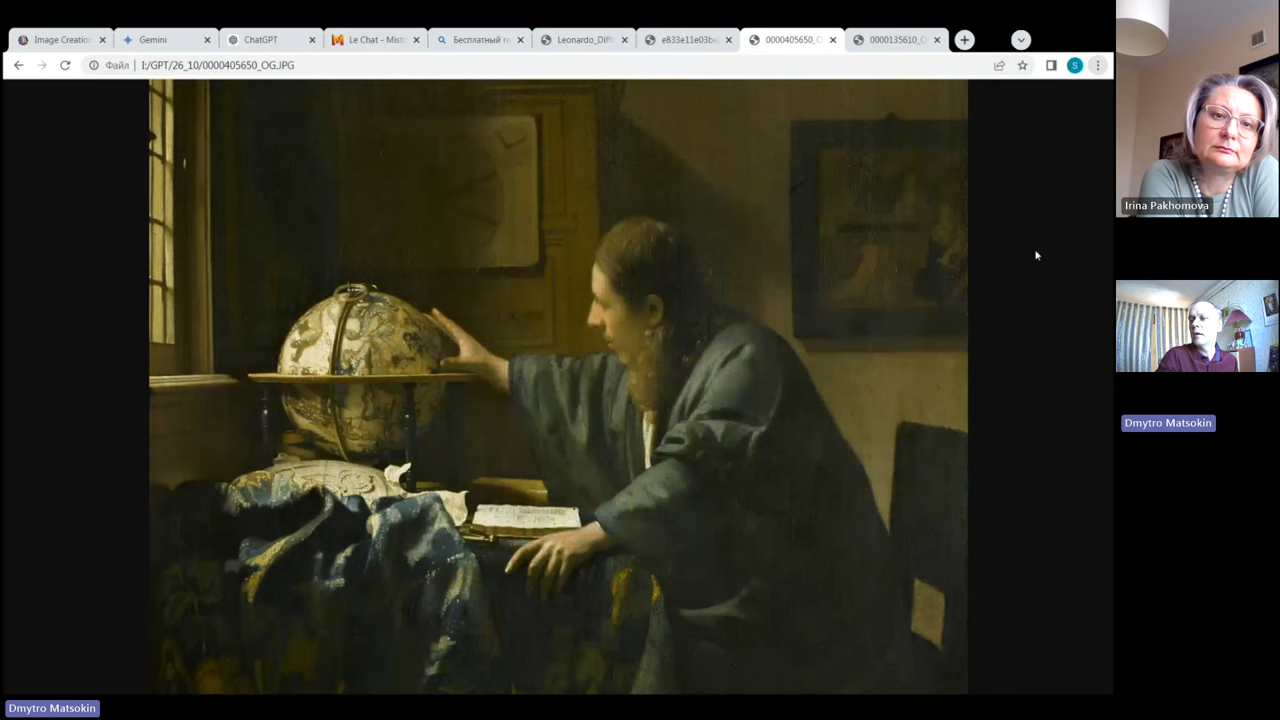 Image Creation
Gemini
ChatGPT
Le Chat - Mistr
Бесплатный ге
Leonardo_Diff
e833e11e03be
0000405650_O
0000135610_O
Файл
I:/GPT/26_10/0000405650_OG.JPG
S
Irina Pakhomova
Dmytro Matsokin
Dmytro Matsokin